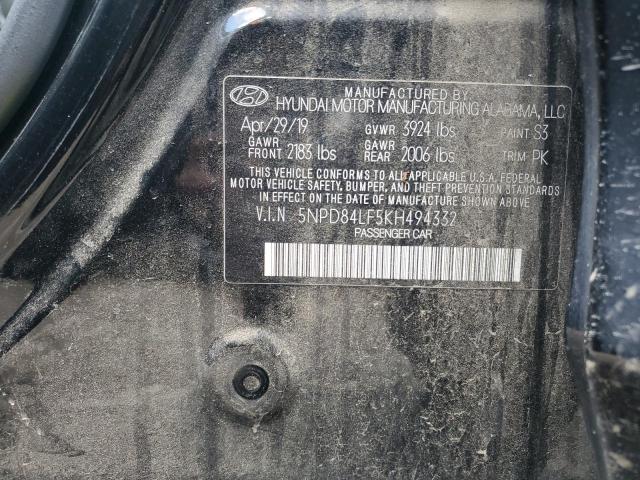 MANUFACTURED BY:
HYUNDAI MOTOR MANUFACTURING ALABAMA, LLC
Apr/29/19 GVWR 3924 lbs PAINT: S3
GAWR FRONT 2183 lbs GAWR REAR 2006 lbs TRIM: PK
THIS VEHICLE CONFORMS TO ALL APPLICABLE U.S.A. FEDERAL
MOTOR VEHICLE SAFETY, BUMPER, AND THEFT PREVENTION STANDARDS
IN EFFECT ON THE DATE OF MANUFACTURE SHOWN ABOVE.
V.I.N 5NPD84LF5KH494332
PASSENGER CAR